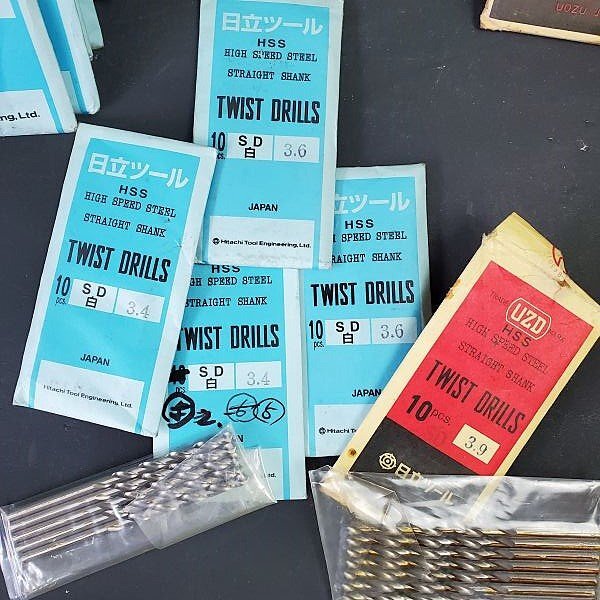 ng, Ltd.
日立ツール
HSS
HIGH SPEED STEEL
STRAIGHT SHANK
TWIST DRILLS
10 SD 3.6
白
JAPAN
Hitachi Tool Engineering, Ltd.
UZD
日立ツール
HSS
HIGH SPEED STEEL
STRAIGHT SHANK
TWIST DRILLS
10 SD 3.4
pcs. 白
JAPAN
Hitachi Tool Engineering, Ltd.
HSS
HIGH SPEED STEEL
STRAIGHT SHANK
TWIST DRILLS
SD 3.4
白
立ツール
HSS
H SPEED STEEL
STRAIGHT SHANK
TWIST DRILLS
10 SD 3.6
pcs. 白
JAPAN
Hitachi Tool Engineering, Ltd.
UZD
HSS
HIGH SPEED STEEL
STRAIGHT SHANK
TWIST DRILLS
10 pcs.
3.9
日立ツール